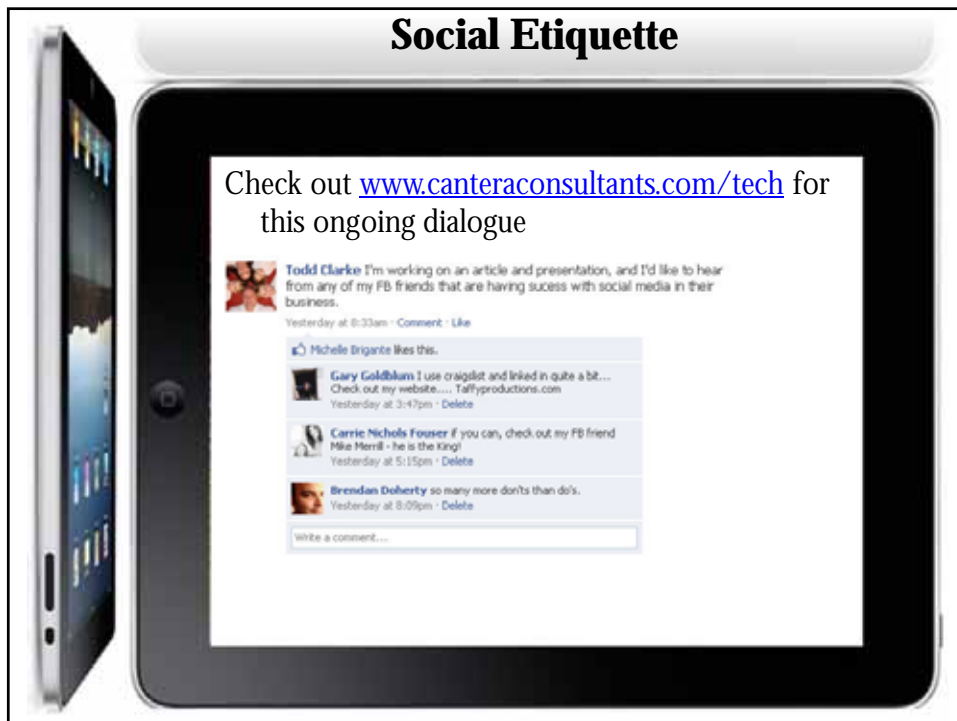 Social Etiquette
Check out www.canteraconsultants.com/tech for
this ongoing dialogue
Todd Clarke I'm working on an article and presentation, and I'd like to hear
from any of my FB friends that are having sucess with social media in their
business.
Yesterday at 8:33am · Comment · Like
Michelle Brigante likes this.
Gary Goldblum I use craigslist and linked in quite a bit...
Check out my website..... Taffyproductions.com
Yesterday at 3:47pm · Delete
Carrie Nichols Fouser if you can, check out my FB friend
Mike Merrill - he is the King!
Yesterday at 5:15pm · Delete
Brendan Doherty so many more don'ts than do's.
Yesterday at 8:09pm · Delete
Write a comment...